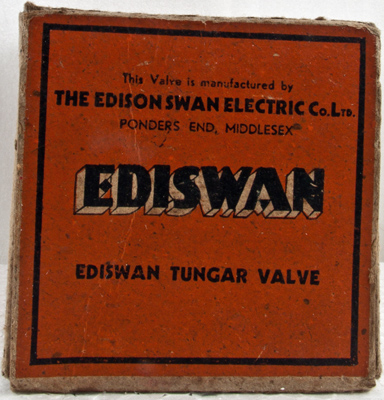 This Valve is manufactured by
THE EDISON SWAN ELECTRIC Co. LTD.
PONDERS END, MIDDLESEX
EDISWAN
EDISWAN TUNGAR VALVE